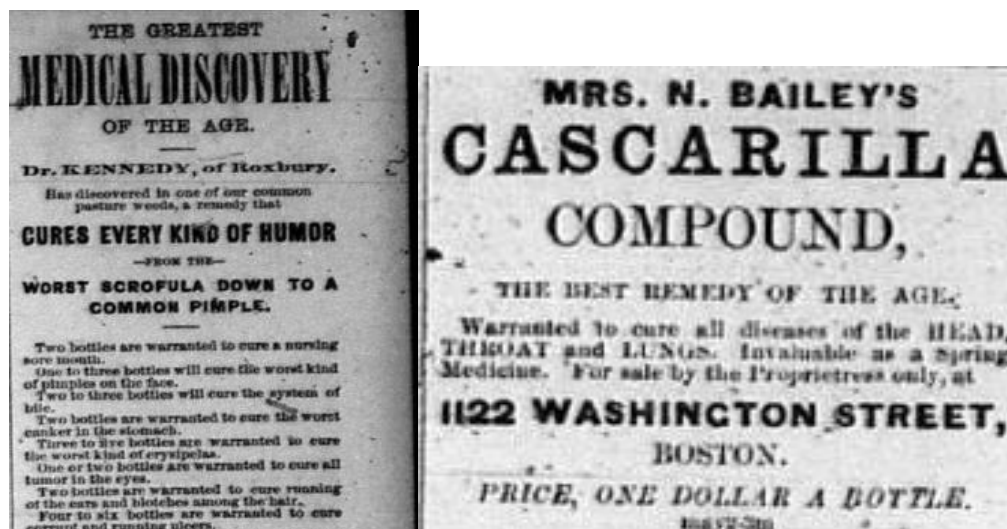 THE GREATEST
MEDICAL DISCOVERY
OF THE AGE.
Dr. KENNEDY, of Roxbury,
Has discovered in one of our common
pasture weeds, a remedy that
CURES EVERY KIND OF HUMOR
—FROM THE—
WORST SCROFULA DOWN TO A
COMMON PIMPLE.
Two bottles are warranted to cure a nursing
sore mouth.
One to three bottles will cure the worst kind
of pimples on the face.
Two to three bottles will cure the system of
bile.
Two bottles are warranted to cure the worst
canker in the stomach.
Three to five bottles are warranted to cure
the worst kind of erysipelas.
One or two bottles are warranted to cure all
tumor in the eyes.
Two bottles are warranted to cure running
of the ears and blotches among the hair.
Four to six bottles are warranted to cure
corrupt and running ulcers.
MRS. N. BAILEY'S
CASCARILLA
COMPOUND,
THE BEST REMEDY OF THE AGE.
Warranted to cure all diseases of the HEAD,
THROAT and LUNGS. Invaluable as a Spring
Medicine. For sale by the Proprietress only, at
1122 WASHINGTON STREET,
BOSTON.
PRICE, ONE DOLLAR A BOTTLE.